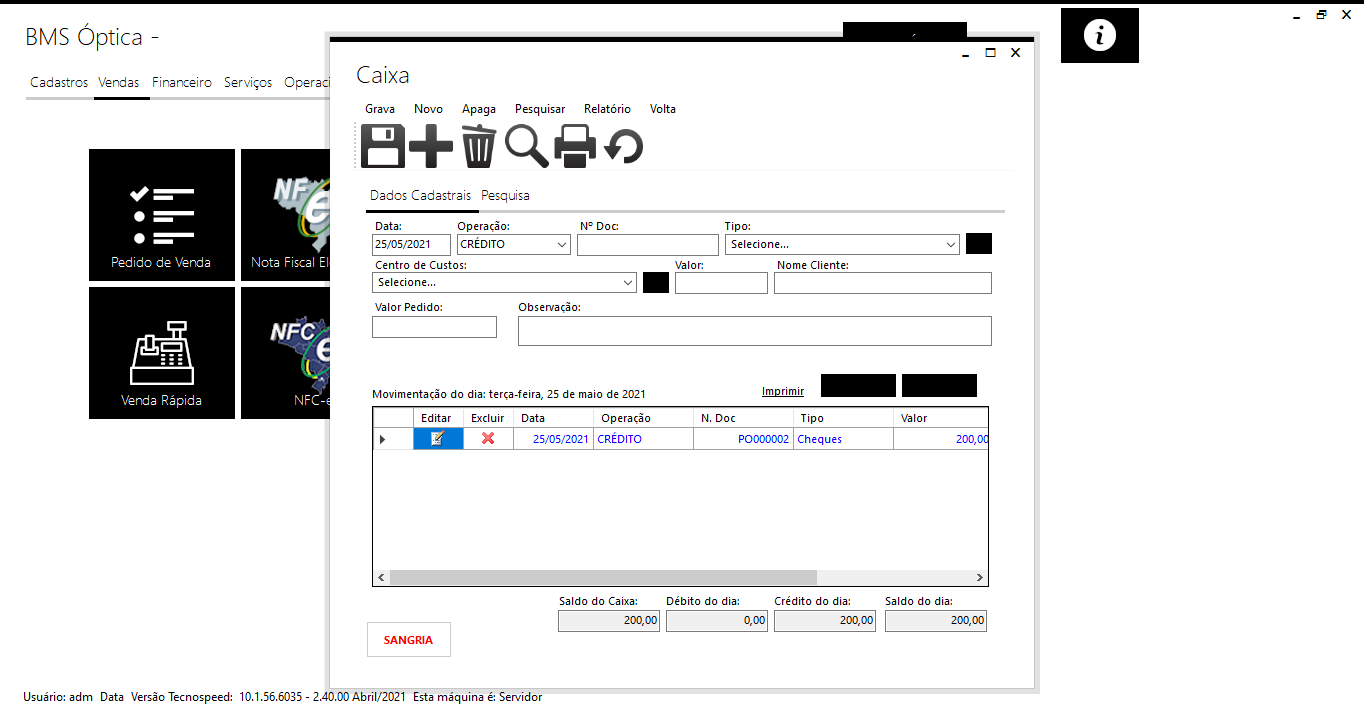 BMS Óptica -
Cadastros Vendas Financeiro Serviços Operaci
Pedido de Venda
NF e
Nota Fiscal El
Venda Rápida
NFC e
NFC-e
i
Caixa
Grava Novo Apaga Pesquisar Relatório Volta
Dados Cadastrais Pesquisa
Data: Operação: Nº Doc: Tipo:
25/05/2021 CRÉDITO Selecione...
Centro de Custos: Valor: Nome Cliente:
Selecione...
Valor Pedido: Observação:
Movimentação do dia: terça-feira, 25 de maio de 2021 Imprimir
Editar Excluir Data Operação N. Doc Tipo Valor
25/05/2021 CRÉDITO PO000002 Cheques 200,00
Saldo do Caixa: Débito do dia: Crédito do dia: Saldo do dia:
200,00 0,00 200,00 200,00
SANGRIA
Usuário: adm Data Versão Tecnospeed: 10.1.56.6035 - 2.40.00 Abril/2021 Esta máquina é: Servidor